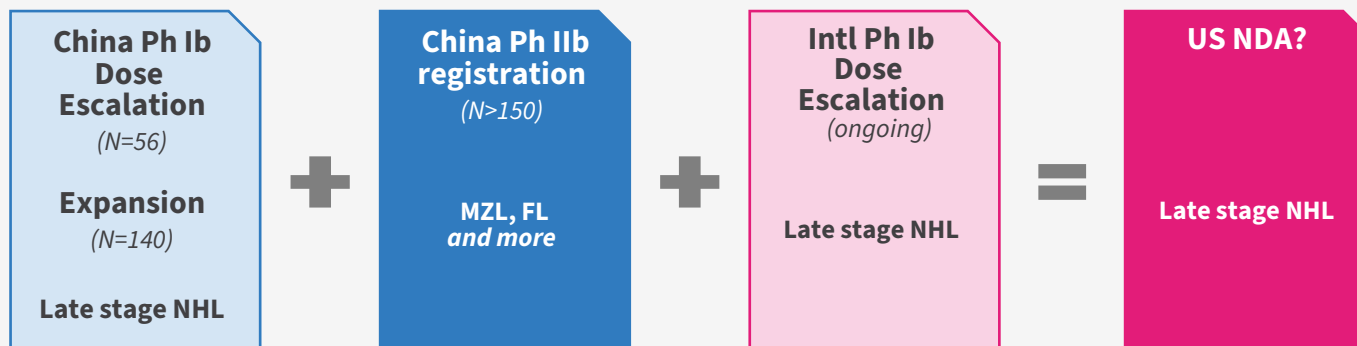 China Ph Ib
Dose
Escalation
(N=56)
Expansion
(N=140)
Late stage NHL
China Ph IIb
registration
(N>150)
MZL, FL
and more
Intl Ph Ib
Dose
Escalation
(ongoing)
Late stage NHL
US NDA?
Late stage NHL